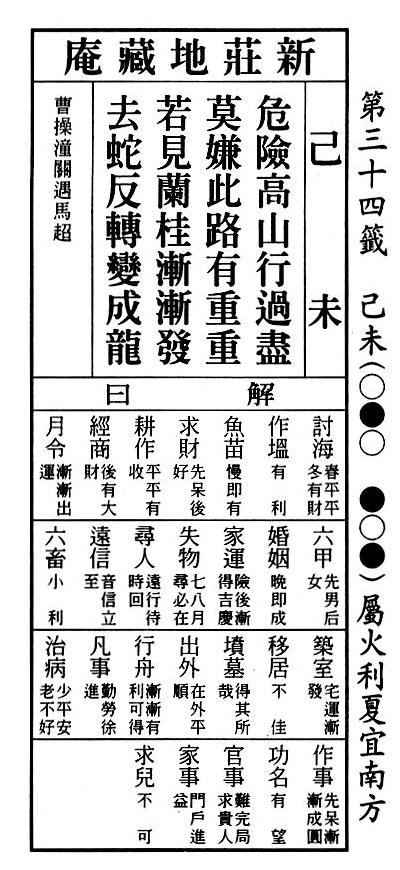 第三十四籤 己未(○●○ ●○●)屬火利夏宜南方
新莊地藏庵
己未
危險高山行過盡
莫嫌此路有重重
若見蘭桂漸漸發
去蛇反轉變成龍
曹操潼關遇馬超
解曰
討海 春平平冬有財
作塭 有利
魚苗 慢即有
求財 先呆後好
耕作 平平有收
經商 後有大財
月令 漸漸出運
六甲 先男后女
婚姻 晚即成
家運 險後漸得吉慶
失物 七八月尋必在
尋人 遠行待時回
遠信 音信立至
六畜 小利
築室 宅運漸發
移居 不佳
墳墓 得其所哉
出外 在外平順
行舟 漸漸有利可得
凡事 勤勞徐進
治病 少平安老不好
作事 先呆漸漸成圓
功名 有望
官事 難完局求貴人
家事 門戶進益
求兒 不可